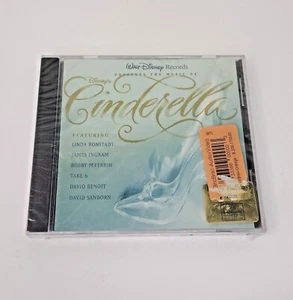 Walt Disney Records
PRESENTS THE MUSIC OF
Disney's
Cinderella
FEATURING
LINDA RONSTADT
JAMES INGRAM
BOBBY MCFERRIN
TAKE 6
DAVID BENOIT
DAVID SANBORN